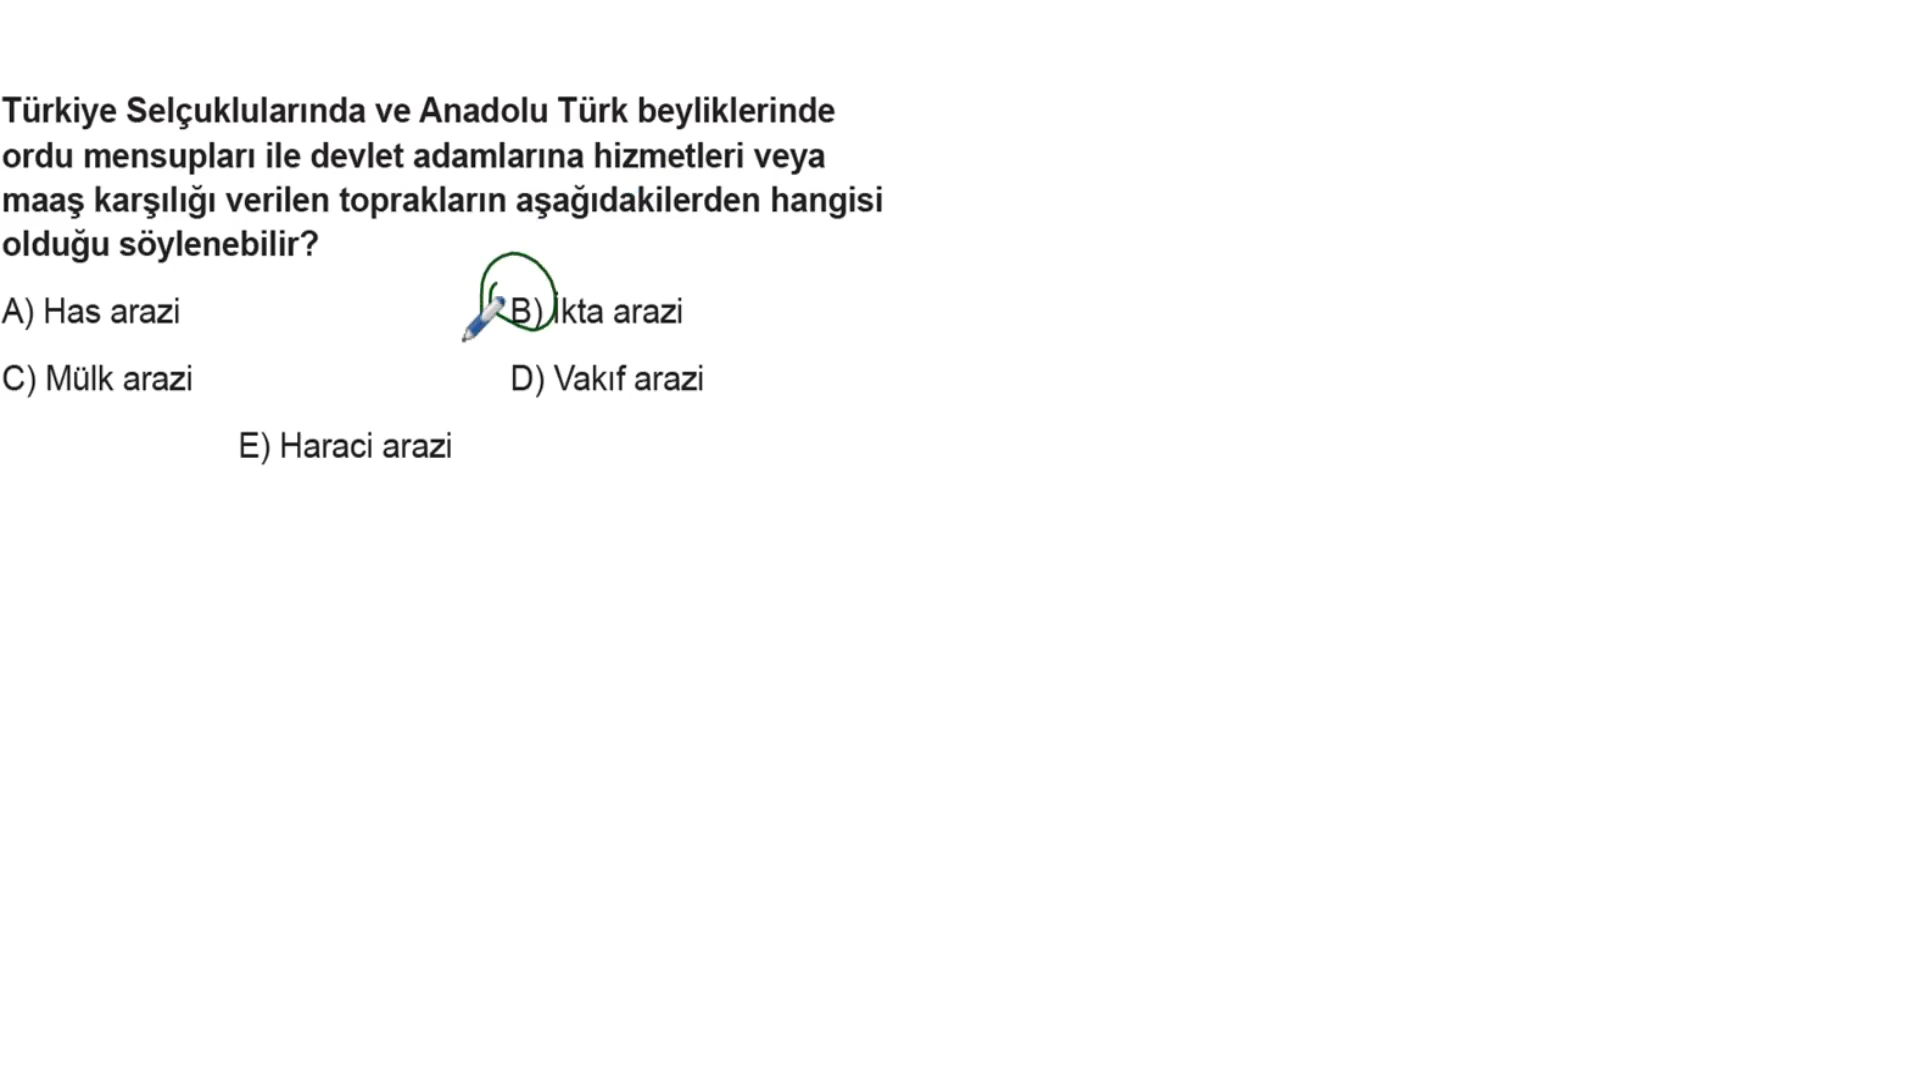 Türkiye Selçuklularında ve Anadolu Türk beyliklerinde
ordu mensupları ile devlet adamlarına hizmetleri veya
maaş karşılığı verilen toprakların aşağıdakilerden hangisi
olduğu söylenebilir?
A) Has arazi B) İkta arazi
C) Mülk arazi D) Vakıf arazi
E) Haraci arazi